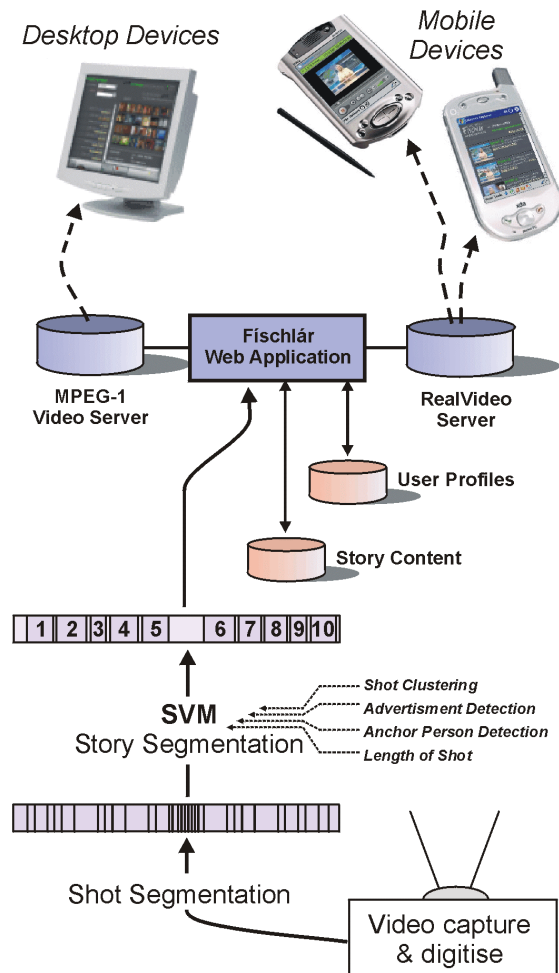 Desktop Devices
Mobile
Devices
Físchlár
Web Application
MPEG-1
Video Server
RealVideo
Server
User Profiles
Story Content
1 2 3 4 5 6 7 8 9 10
SVM
Story Segmentation
Shot Clustering
Advertisment Detection
Anchor Person Detection
Length of Shot
Shot Segmentation
Video capture
& digitise